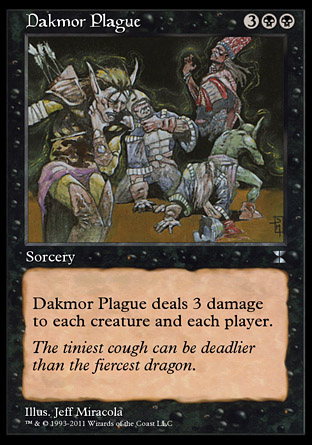 Dakmor Plague 3
Sorcery
Dakmor Plague deals 3 damage
to each creature and each player.
The tiniest cough can be deadlier
than the fiercest dragon.
Illus. Jeff Miracola
™ & © 1993-2011 Wizards of the Coast LLC